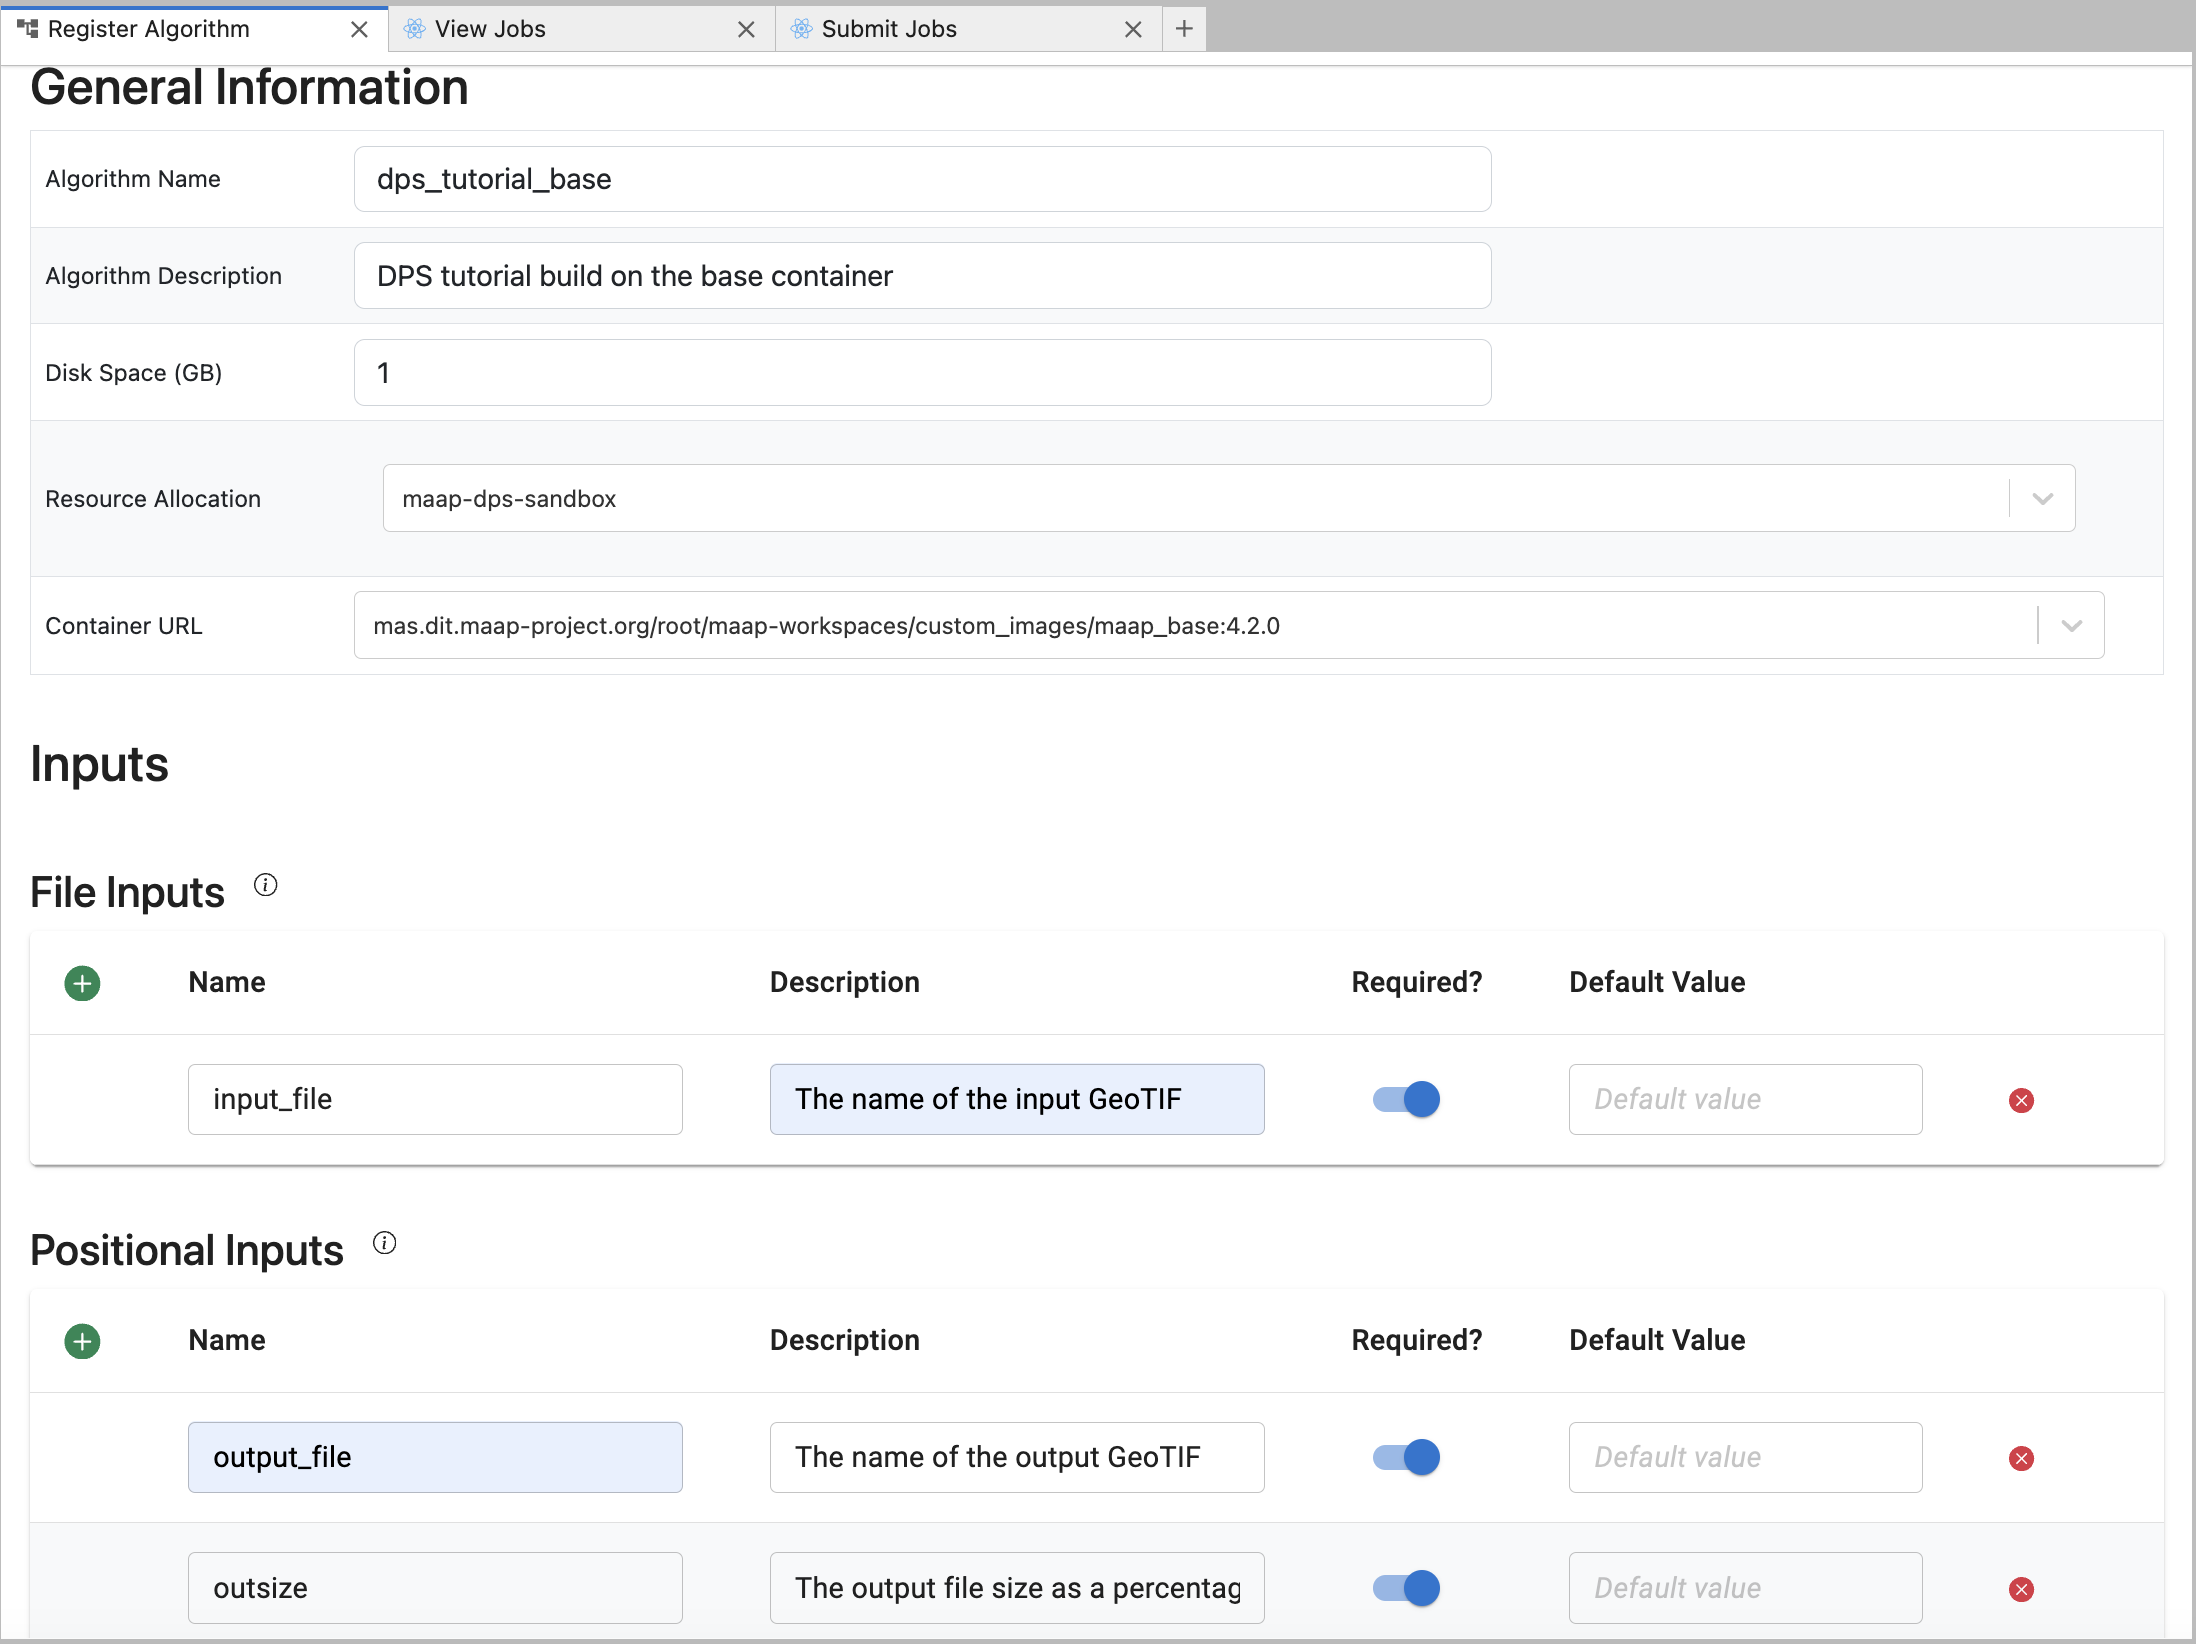 Register Algorithm
View Jobs
Submit Jobs
General Information
Algorithm Name
dps_tutorial_base
Algorithm Description
DPS tutorial build on the base container
Disk Space (GB)
1
Resource Allocation
maap-dps-sandbox
Container URL
mas.dit.maap-project.org/root/maap-workspaces/custom_images/maap_base:4.2.0
Inputs
File Inputs
Name Description Required? Default Value
input_file The name of the input GeoTIF Default value
Positional Inputs
Name Description Required? Default Value
output_file The name of the output GeoTIF Default value
outsize The output file size as a percentag Default value